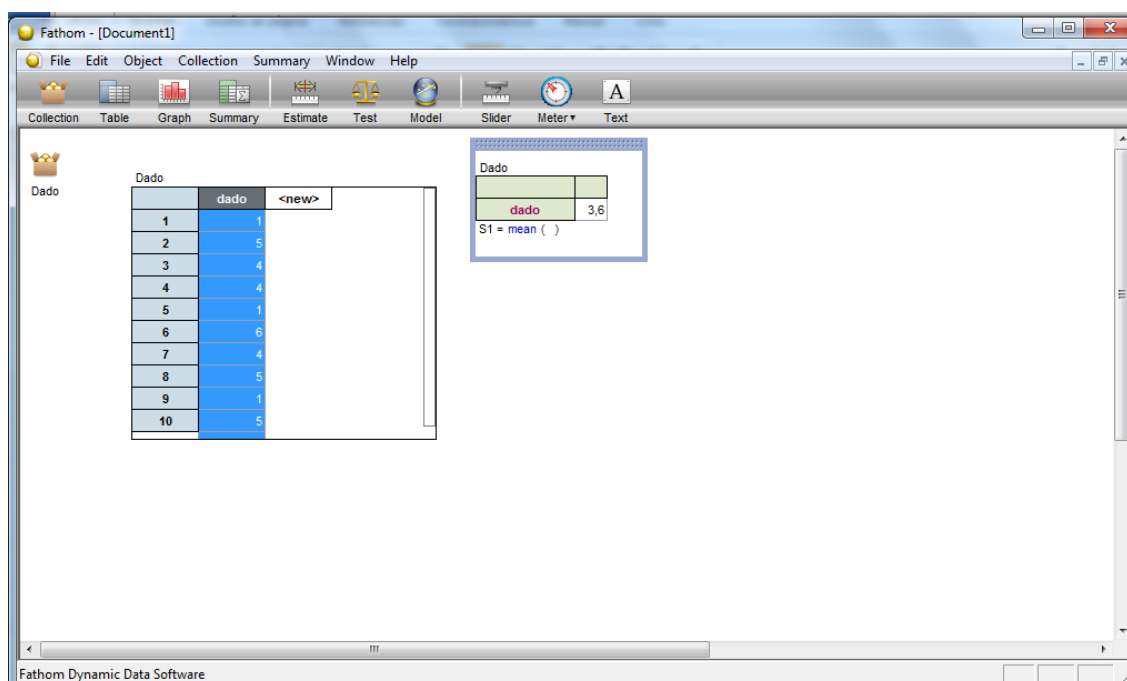 Fathom - [Document1]
File Edit Object Collection Summary Window Help
Collection Table Graph Summary Estimate Test Model Slider Meter▾ Text
Dado
Dado
dado <new>
1 1
2 5
3 4
4 4
5 1
6 6
7 4
8 5
9 1
10 5
Dado
dado 3,6
S1 = mean ( )
Fathom Dynamic Data Software